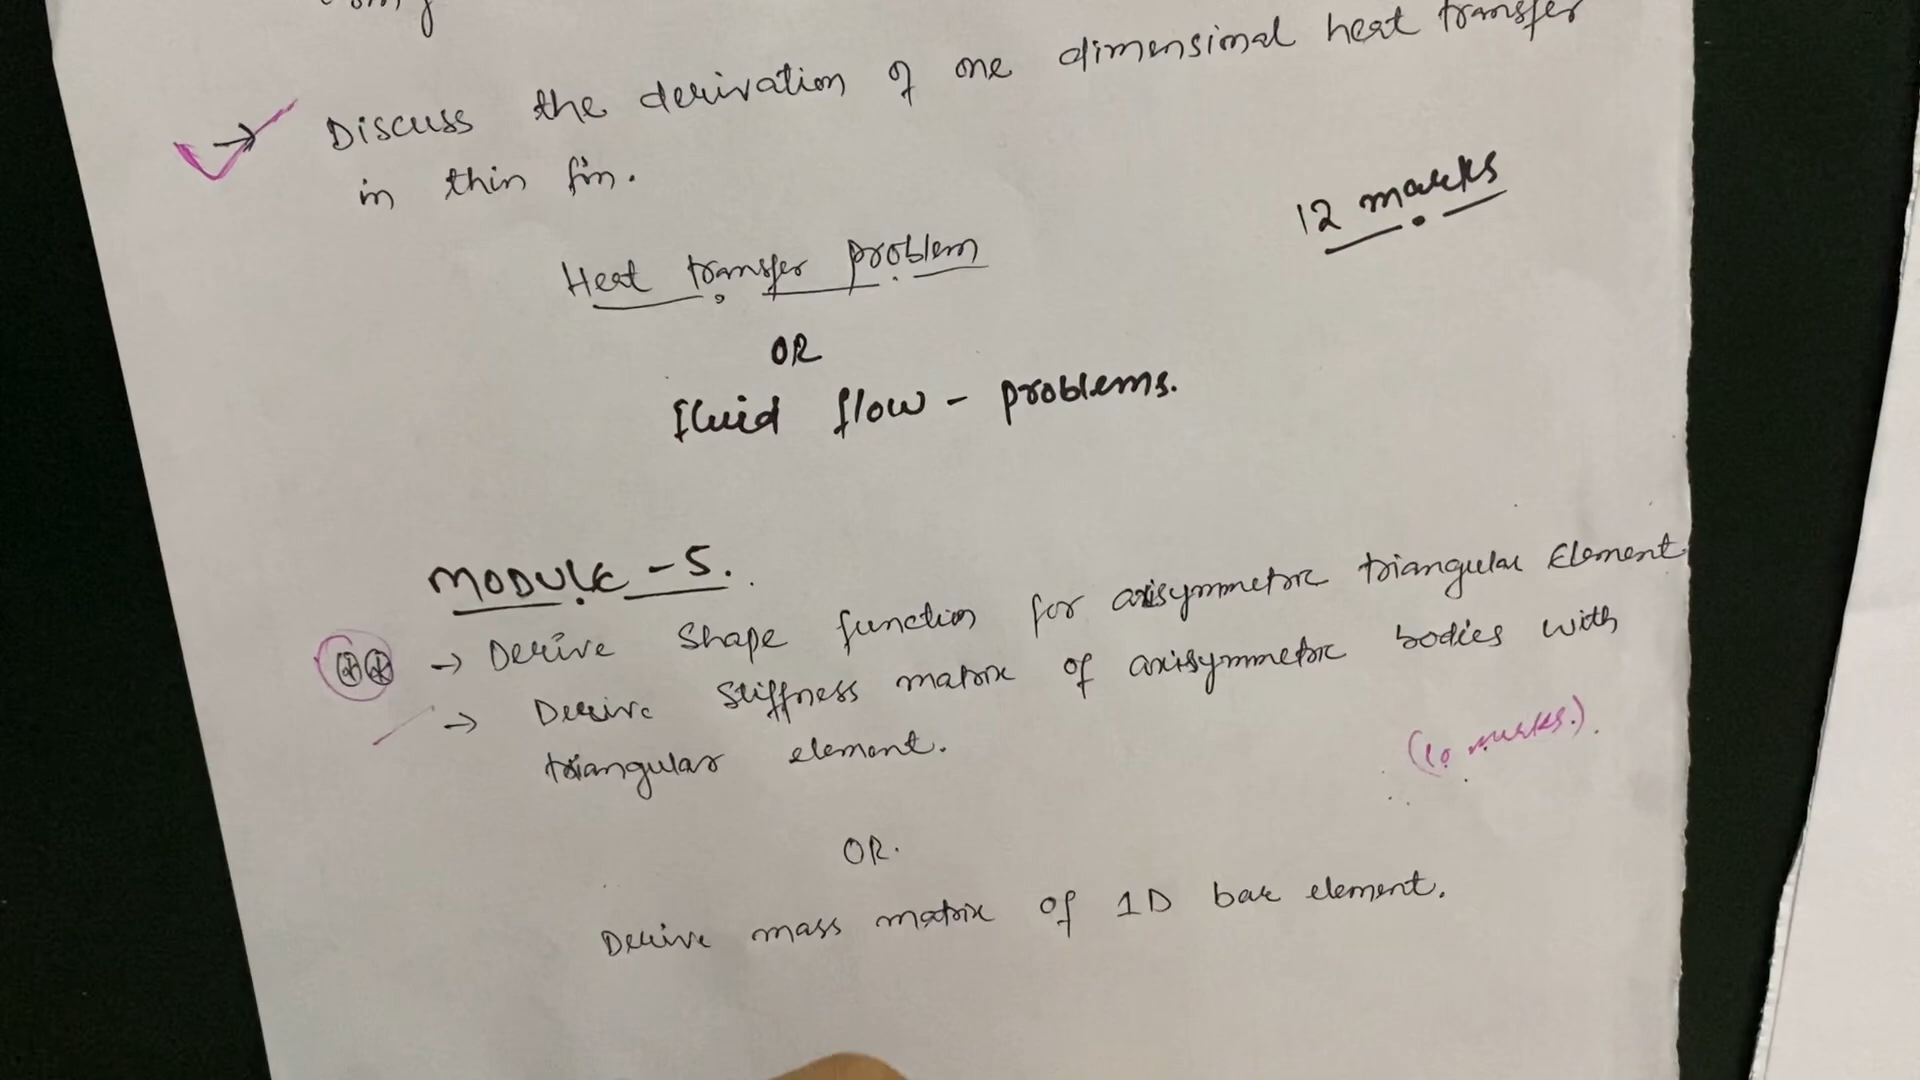 Discuss the derivation of one dimensional heat transfer
in thin fin.
12 marks
Heat transfer problem
OR
fluid flow - problems.
MODULE - 5.
→ Derive shape function for axisymmetric triangular Element
→ Derive stiffness matrix of axisymmetric bodies with
triangular element.
(10 marks.).
OR.
Derive mass matrix of 1D bar element.